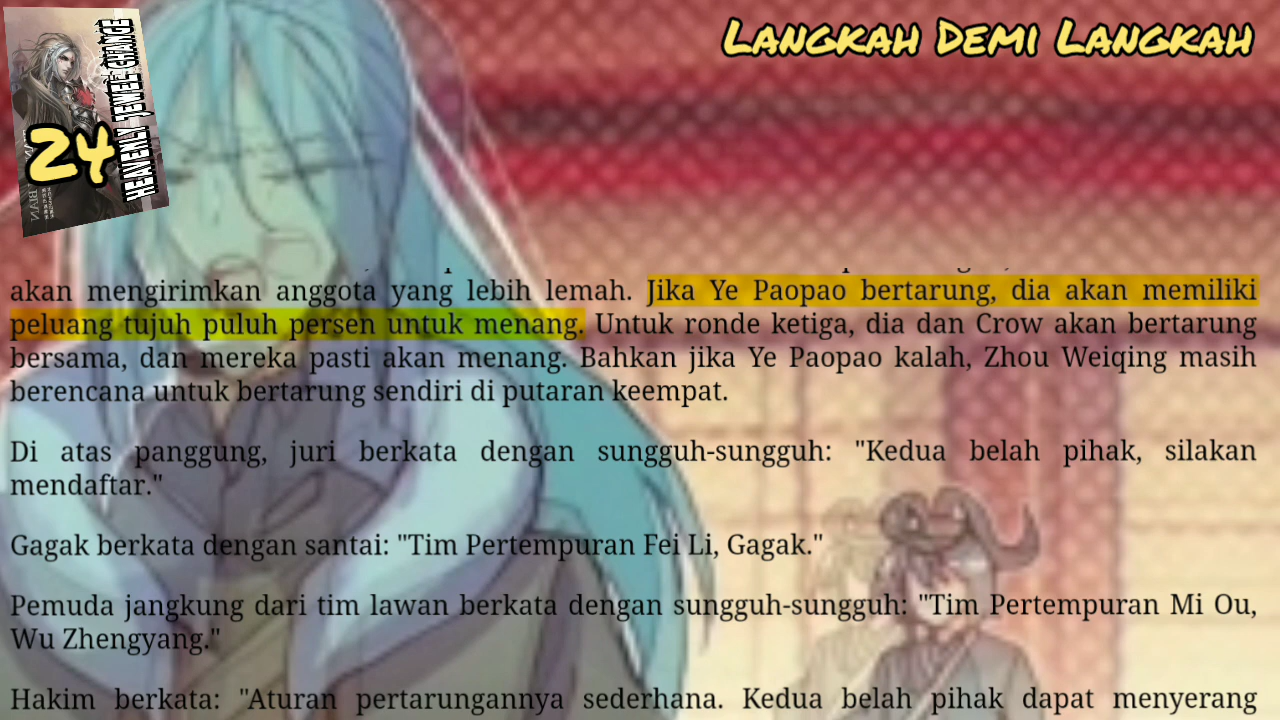 Langkah Demi Langkah
HEAVENLY JEWEL CHANGE
24
akan mengirimkan anggota yang lebih lemah. Jika Ye Paopao bertarung, dia akan memiliki
peluang tujuh puluh persen untuk menang. Untuk ronde ketiga, dia dan Crow akan bertarung
bersama, dan mereka pasti akan menang. Bahkan jika Ye Paopao kalah, Zhou Weiqing masih
berencana untuk bertarung sendiri di putaran keempat.
Di atas panggung, juri berkata dengan sungguh-sungguh: "Kedua belah pihak, silakan
mendaftar."
Gagak berkata dengan santai: "Tim Pertempuran Fei Li, Gagak."
Pemuda jangkung dari tim lawan berkata dengan sungguh-sungguh: "Tim Pertempuran Mi Ou,
Wu Zhengyang."
Hakim berkata: "Aturan pertarungannya sederhana. Kedua belah pihak dapat menyerang